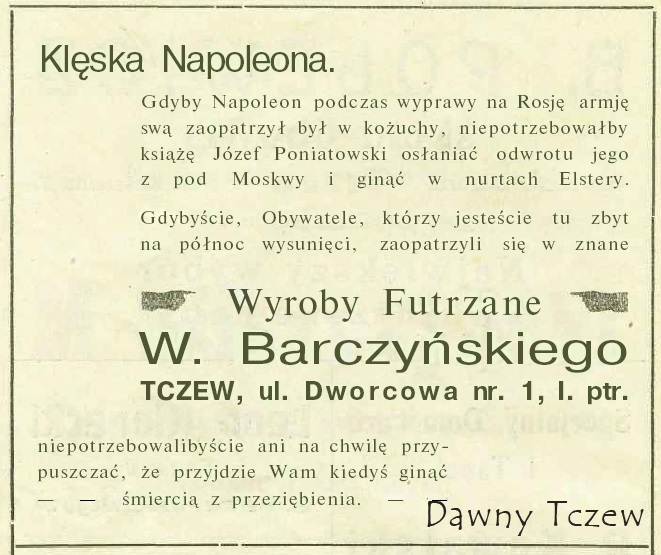 Klęska Napoleona.
Gdyby Napoleon podczas wyprawy na Rosję armję
swą zaopatrzył był w kożuchy, niepotrzebowałby
książę Józef Poniatowski osłaniać odwrotu jego
z pod Moskwy i ginąć w nurtach Elstery.
Gdybyście, Obywatele, którzy jesteście tu zbyt
na północ wysunięci, zaopatrzyli się w znane
Wyroby Futrzane
W. Barczyńskiego
TCZEW, ul. Dworcowa nr. 1, I. ptr.
niepotrzebowalibyście ani na chwilę przy-
puszczać, że przyjdzie Wam kiedyś ginąć
— — śmiercią z przeziębienia. — —
Dawny Tczew